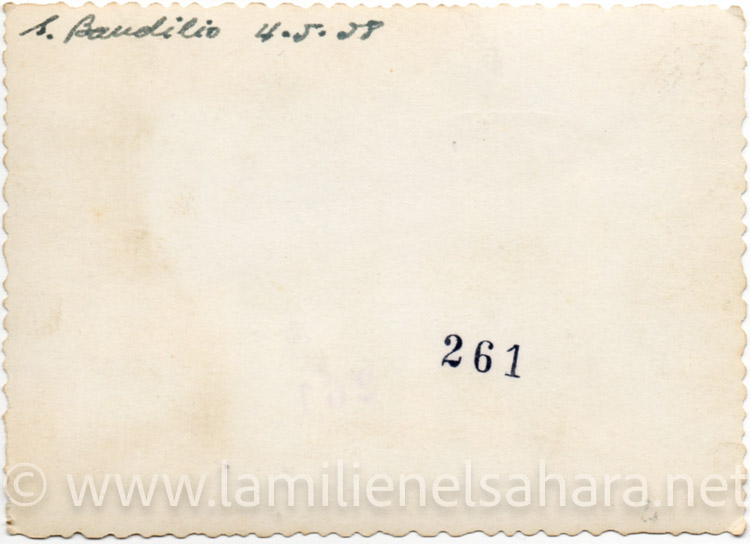 S. Baudilio 4-5-58
261
© www.lamilienelsahara.net